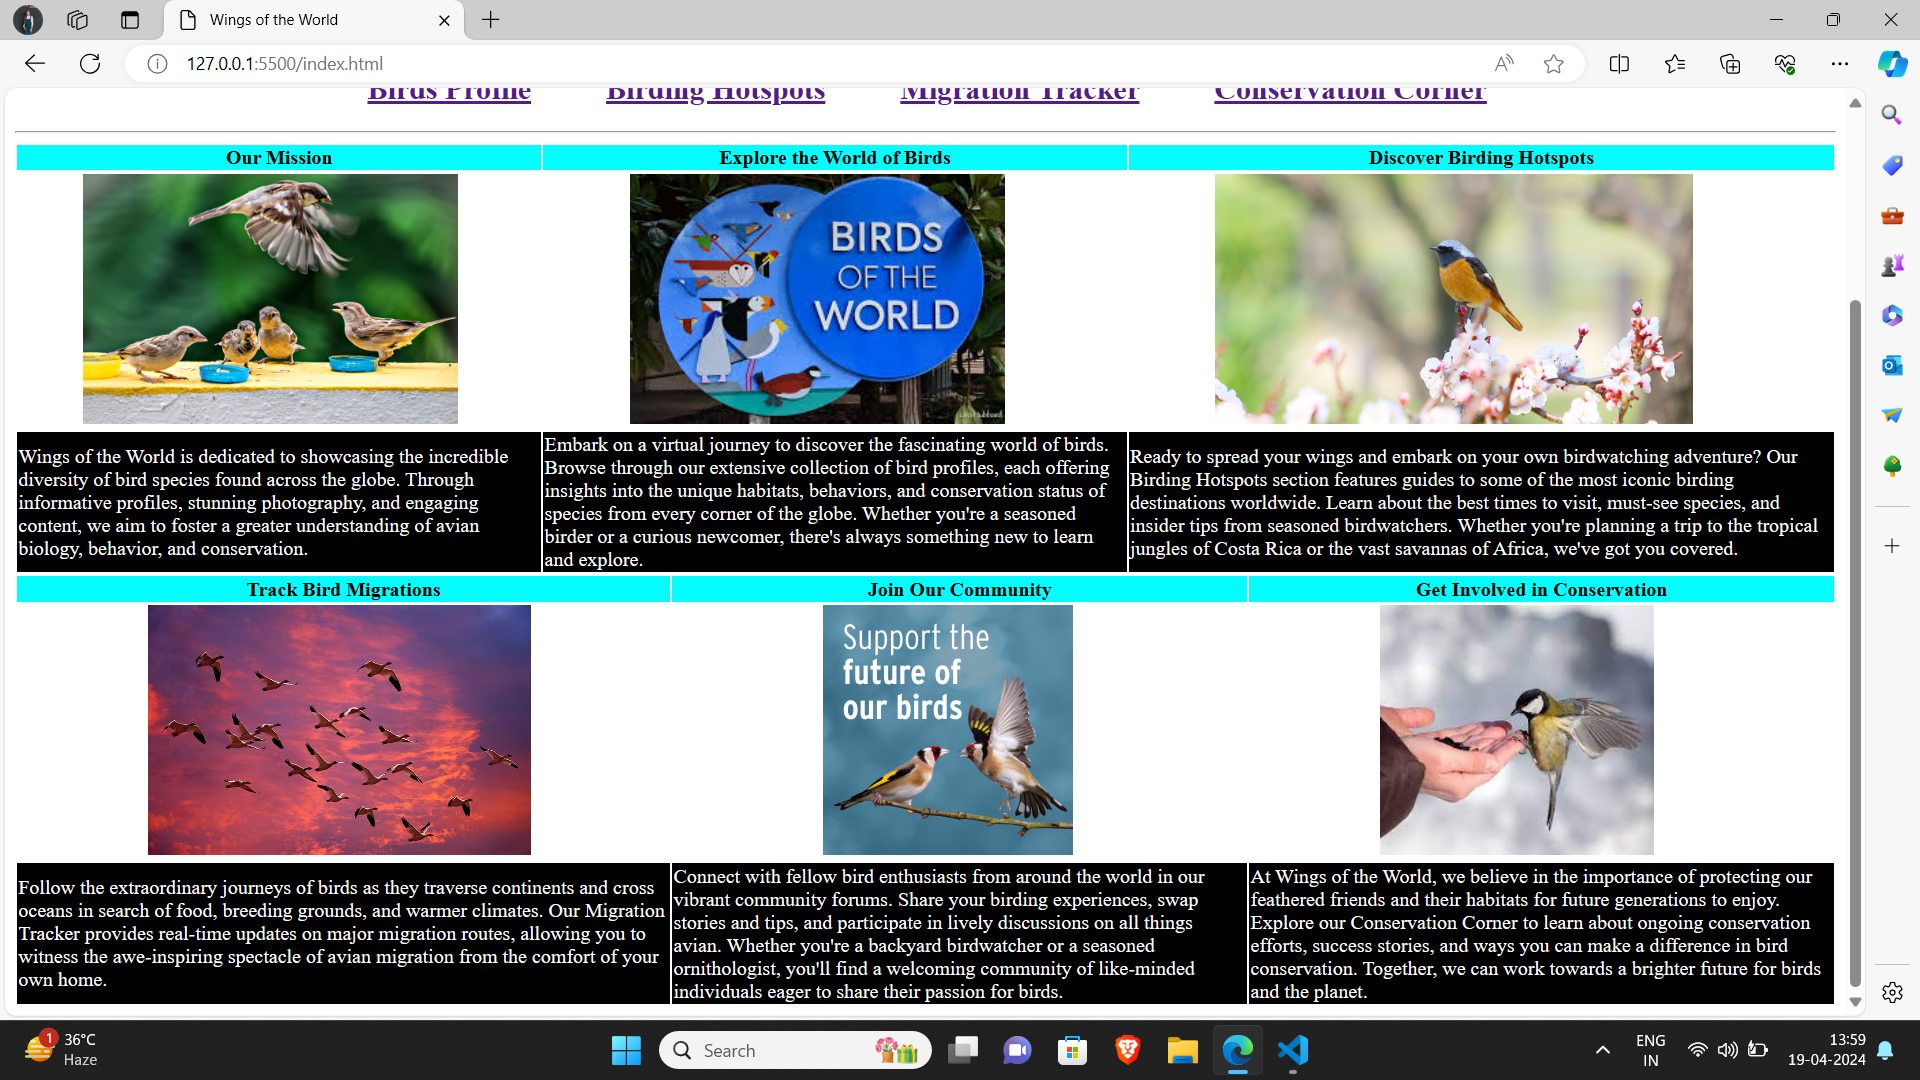 Wings of the World
127.0.0.1:5500/index.html
Birds Profile Birding Hotspots Migration Tracker Conservation Corner
Our Mission
Explore the World of Birds
Discover Birding Hotspots
BIRDS
OF THE
WORLD
Wings of the World is dedicated to showcasing the incredible
diversity of bird species found across the globe. Through
informative profiles, stunning photography, and engaging
content, we aim to foster a greater understanding of avian
biology, behavior, and conservation.
Embark on a virtual journey to discover the fascinating world of birds.
Browse through our extensive collection of bird profiles, each offering
insights into the unique habitats, behaviors, and conservation status of
species from every corner of the globe. Whether you're a seasoned
birder or a curious newcomer, there's always something new to learn
and explore.
Ready to spread your wings and embark on your own birdwatching adventure? Our
Birding Hotspots section features guides to some of the most iconic birding
destinations worldwide. Learn about the best times to visit, must-see species, and
insider tips from seasoned birdwatchers. Whether you're planning a trip to the tropical
jungles of Costa Rica or the vast savannas of Africa, we've got you covered.
Track Bird Migrations
Join Our Community
Get Involved in Conservation
Support the
future of
our birds
Follow the extraordinary journeys of birds as they traverse continents and cross
oceans in search of food, breeding grounds, and warmer climates. Our Migration
Tracker provides real-time updates on major migration routes, allowing you to
witness the awe-inspiring spectacle of avian migration from the comfort of your
own home.
Connect with fellow bird enthusiasts from around the world in our
vibrant community forums. Share your birding experiences, swap
stories and tips, and participate in lively discussions on all things
avian. Whether you're a backyard birdwatcher or a seasoned
ornithologist, you'll find a welcoming community of like-minded
individuals eager to share their passion for birds.
At Wings of the World, we believe in the importance of protecting our
feathered friends and their habitats for future generations to enjoy.
Explore our Conservation Corner to learn about ongoing conservation
efforts, success stories, and ways you can make a difference in bird
conservation. Together, we can work towards a brighter future for birds
and the planet.
1
36°C
Haze
Search
ENG
IN
13:59
19-04-2024